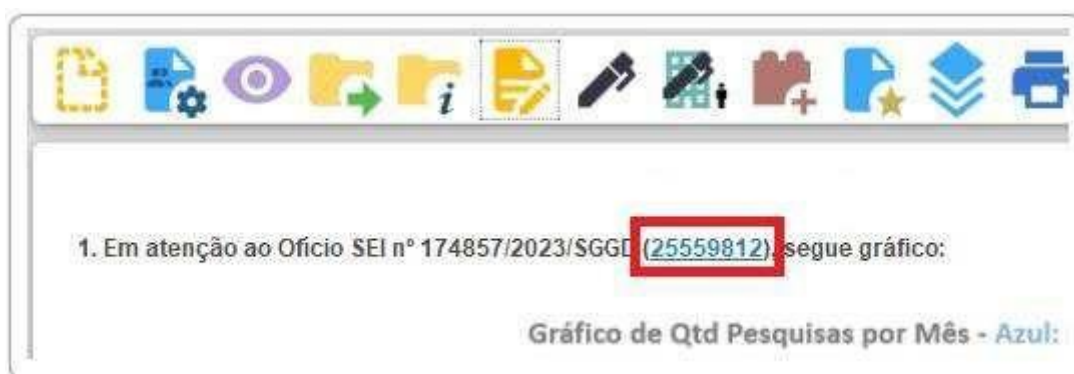 1. Em atenção ao Oficio SEI nº 174857/2023/SGGD (25559812), segue gráfico:
Gráfico de Qtd Pesquisas por Mês - Azul: